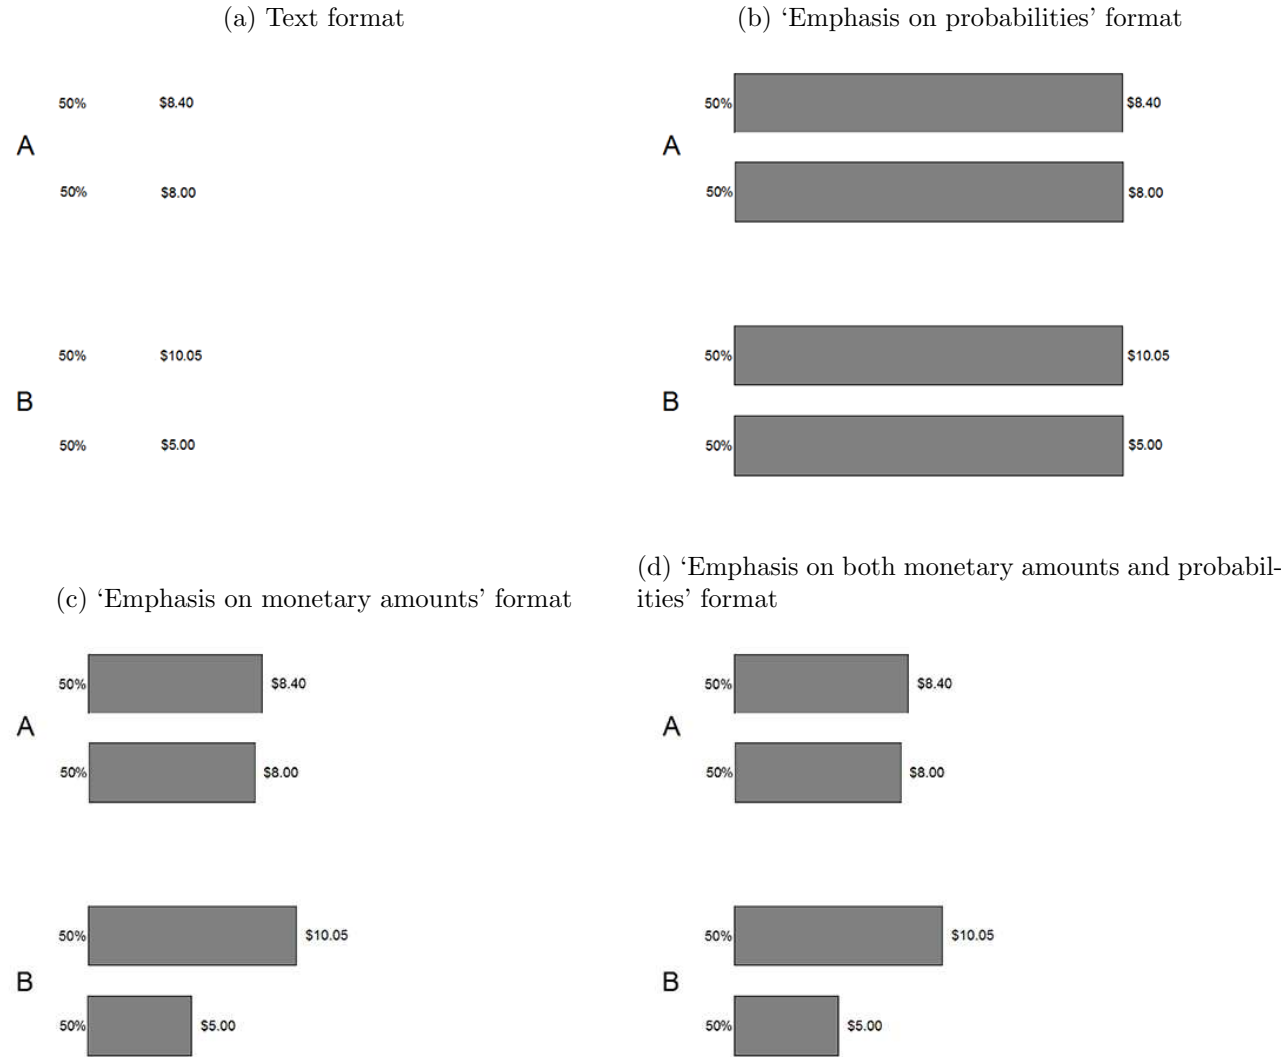 (a) Text format
50% $8.40
A
50% $8.00
50% $10.05
B
50% $5.00
(b) ‘Emphasis on probabilities’ format
50% $8.40
A
50% $8.00
50% $10.05
B
50% $5.00
(c) ‘Emphasis on monetary amounts’ format
50% $8.40
A
50% $8.00
50% $10.05
B
50% $5.00
(d) ‘Emphasis on both monetary amounts and probabil-
ities’ format
50% $8.40
A
50% $8.00
50% $10.05
B
50% $5.00